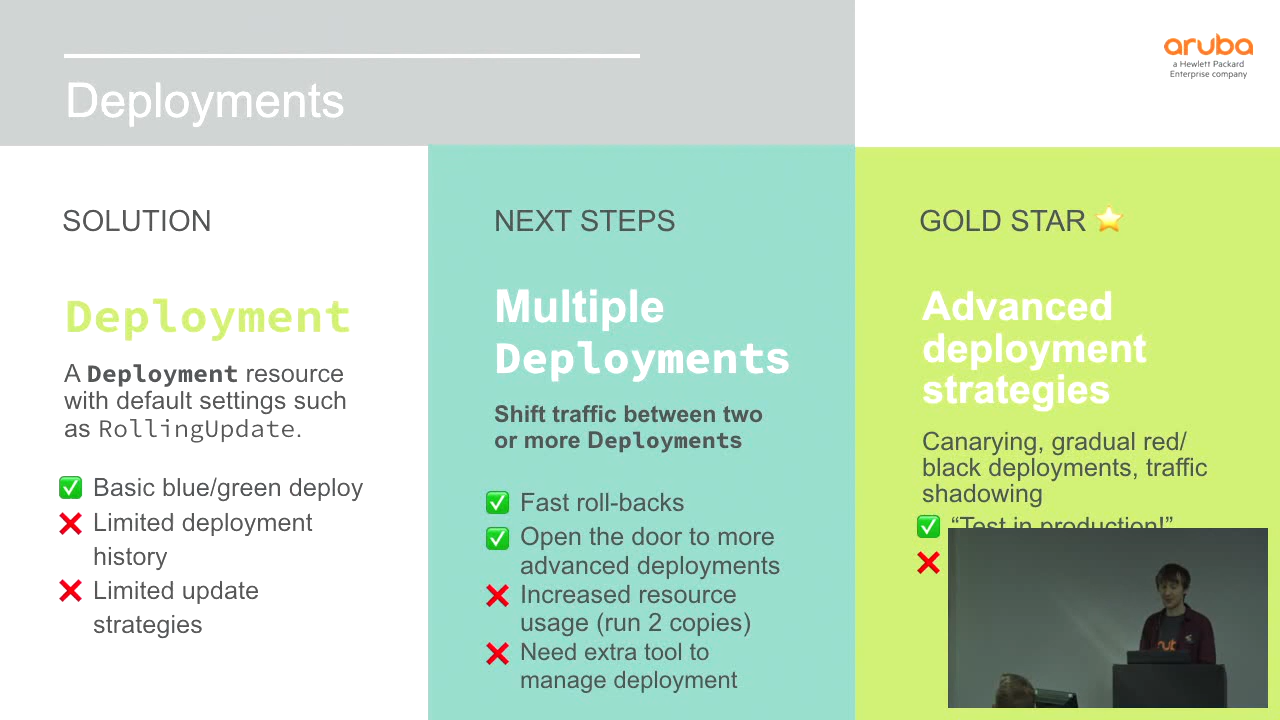 Deployments
aruba
a Hewlett Packard
Enterprise company
SOLUTION
Deployment
A Deployment resource
with default settings such
as RollingUpdate.
✅ Basic blue/green deploy
❌ Limited deployment
history
❌ Limited update
strategies
NEXT STEPS
Multiple
Deployments
Shift traffic between two
or more Deployments
✅ Fast roll-backs
✅ Open the door to more
advanced deployments
❌ Increased resource
usage (run 2 copies)
❌ Need extra tool to
manage deployment
GOLD STAR ⭐
Advanced
deployment
strategies
Canarying, gradual red/
black deployments, traffic
shadowing
✅ “Test in production!”
❌